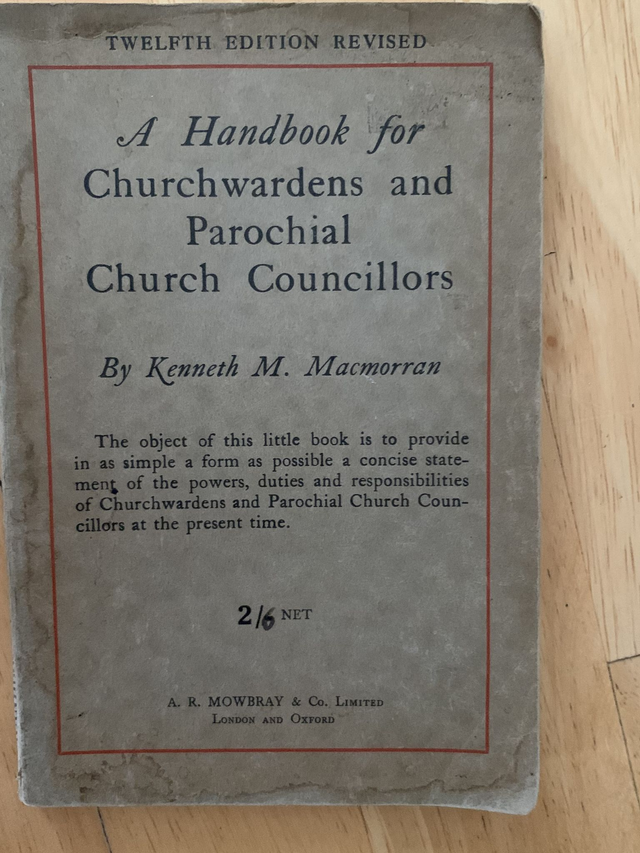 TWELFTH EDITION REVISED
A Handbook for
Churchwardens and
Parochial
Church Councillors
By Kenneth M. Macmorran
The object of this little book is to provide
in as simple a form as possible a concise state-
ment of the powers, duties and responsibilities
of Churchwardens and Parochial Church Coun-
cillors at the present time.
2/6 NET
A. R. MOWBRAY & Co. LIMITED
LONDON AND OXFORD